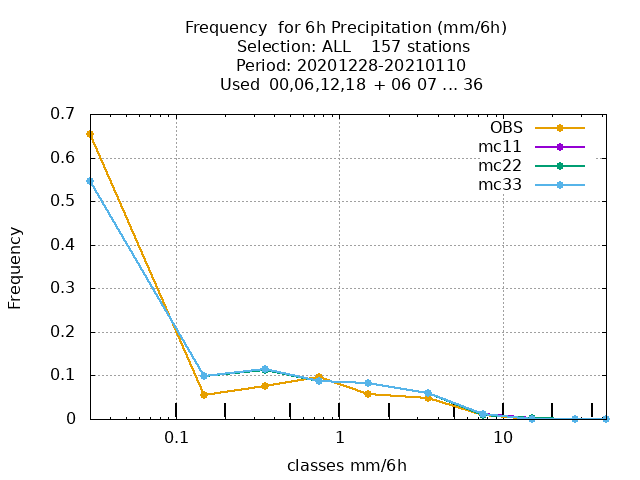 Frequency  for 6h Precipitation (mm/6h)
Selection: ALL    157 stations
Period: 20201228-20210110
Used  00,06,12,18  + 06 07 ... 36
0.7
0.6
0.5
0.4
0.3
0.2
0.1
0
Frequency
OBS
mc11
mc22
mc33
0.1
1
10
classes mm/6h